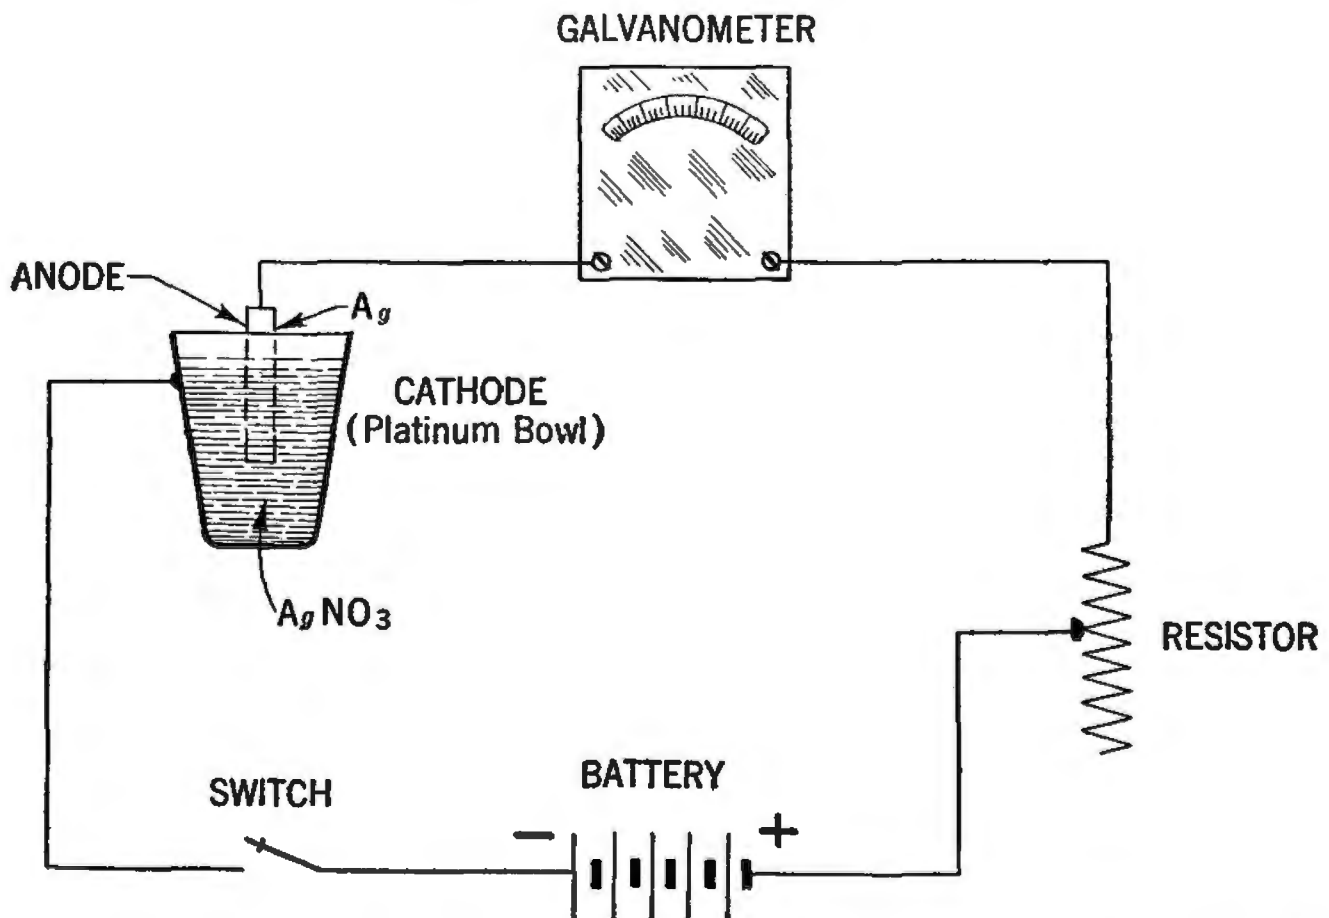 GALVANOMETER
ANODE
Ag
CATHODE
(Platinum Bowl)
AgNO3
RESISTOR
BATTERY
SWITCH
- +